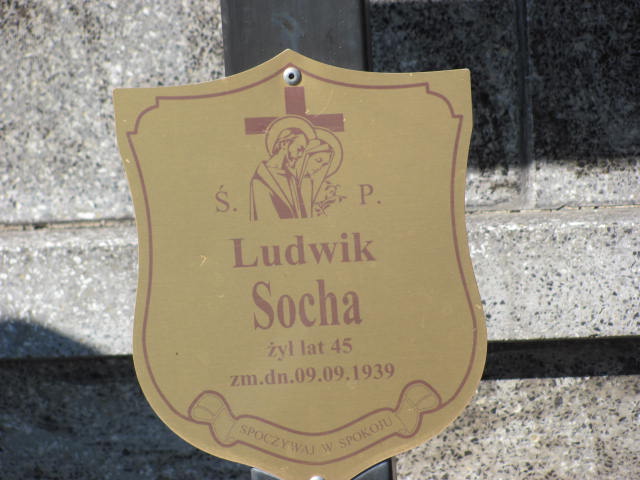 Ś. P.
Ludwik
Socha
żył lat 45
zm.dn.09.09.1939
SPOCZYWAJ W SPOKOJU